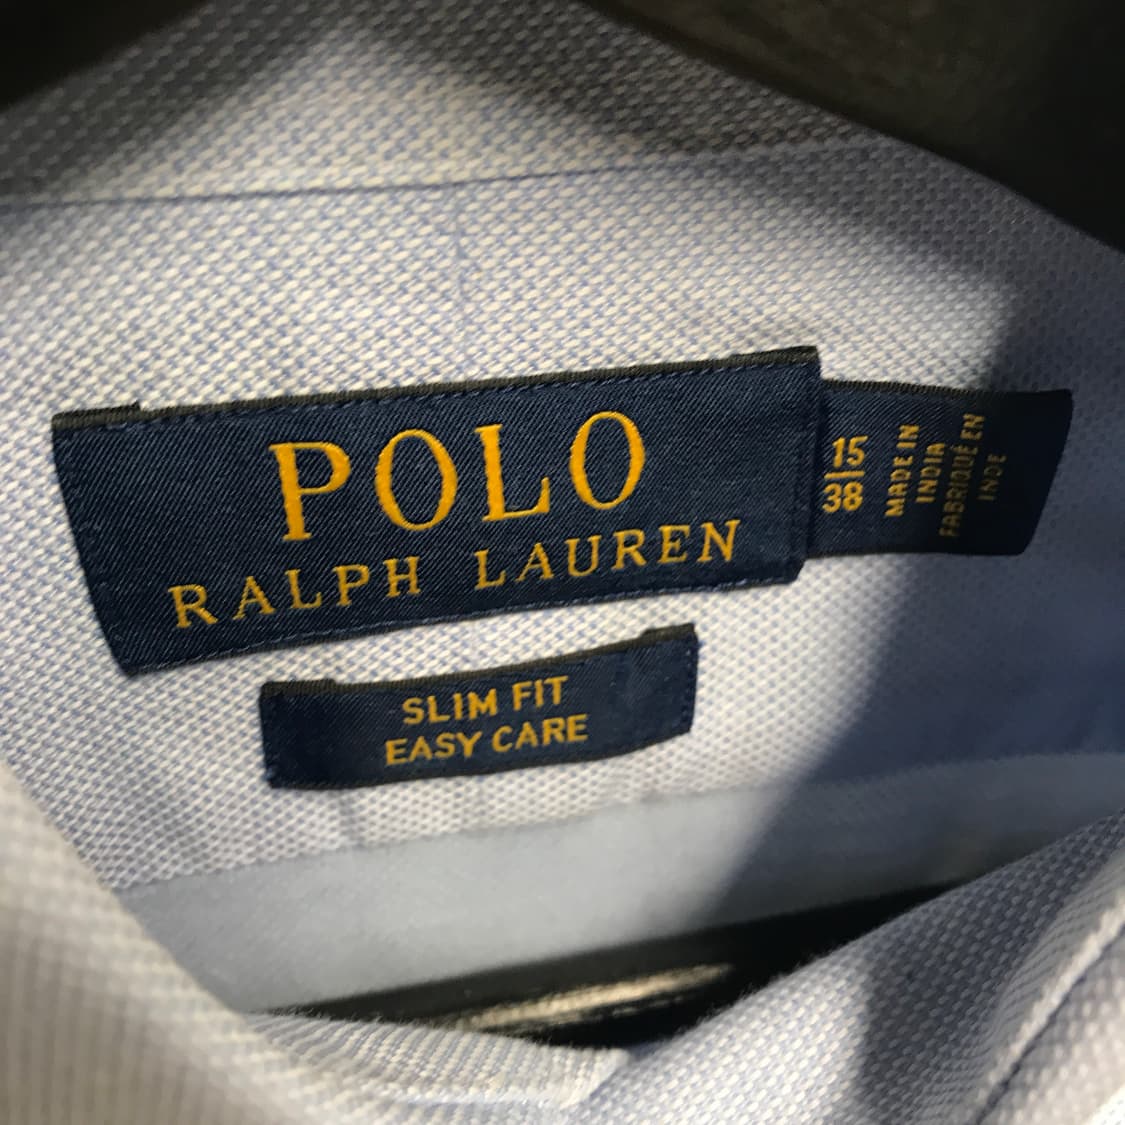 POLO
RALPH LAUREN
15
38
MADE IN
INDIA
FABRIQUÉ EN
INDE
SLIM FIT
EASY CARE